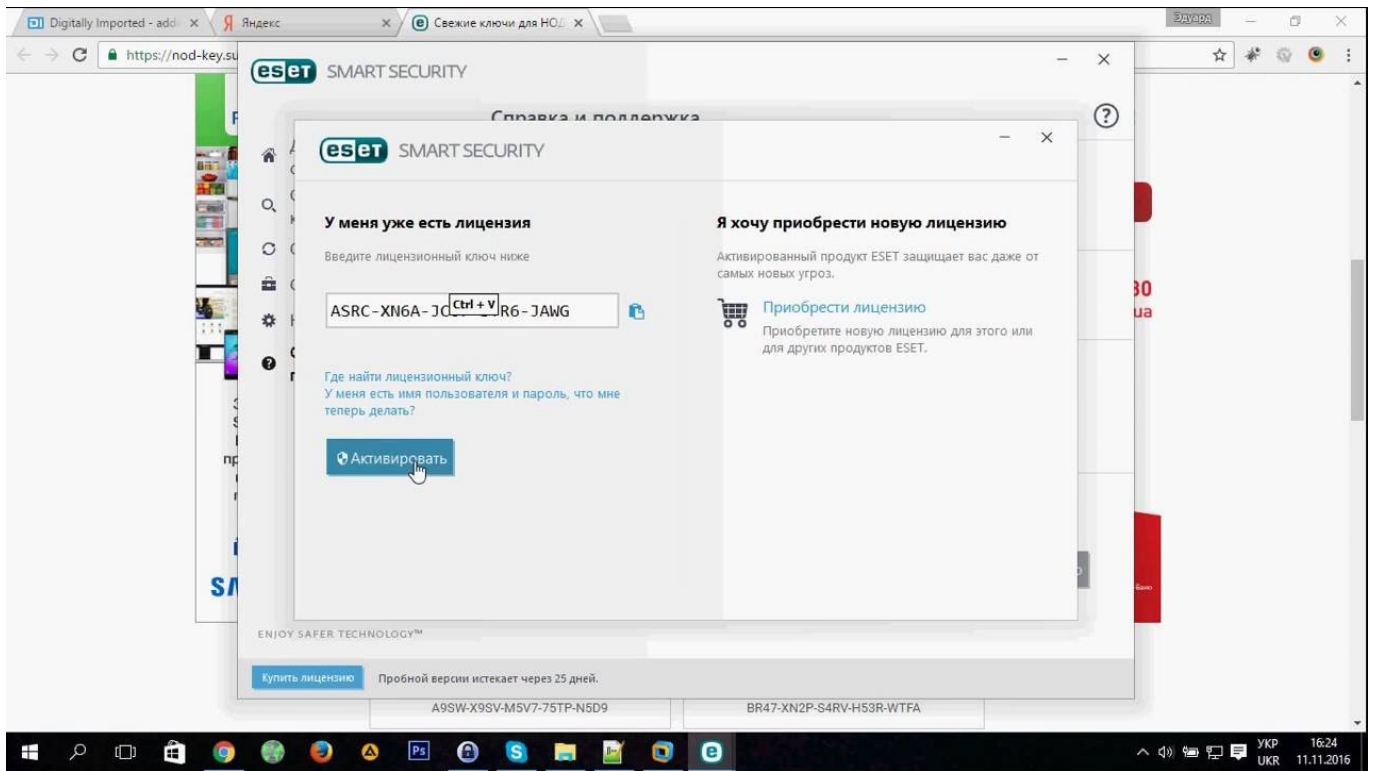 Digitally Imported - add
Яндекс
Свежие ключи для НОД
Эдуард
https://nod-key.su
eset SMART SECURITY
Справка и поддержка
eset SMART SECURITY
У меня уже есть лицензия
Введите лицензионный ключ ниже
ASRC-XN6A-JC
Ctrl + V
R6-JAWG
Где найти лицензионный ключ?
У меня есть имя пользователя и пароль, что мне
теперь делать?
Активировать
Я хочу приобрести новую лицензию
Активированный продукт ESET защищает вас даже от
самых новых угроз.
Приобрести лицензию
Приобретите новую лицензию для этого или
для других продуктов ESET.
30
ua
ENJOY SAFER TECHNOLOGY™
Купить лицензию
Пробной версии истекает через 25 дней.
A9SW-X9SV-M5V7-75TP-N5D9
BR47-XN2P-S4RV-H53R-WTFA
Ps
УКР
UKR
16:24
11.11.2016